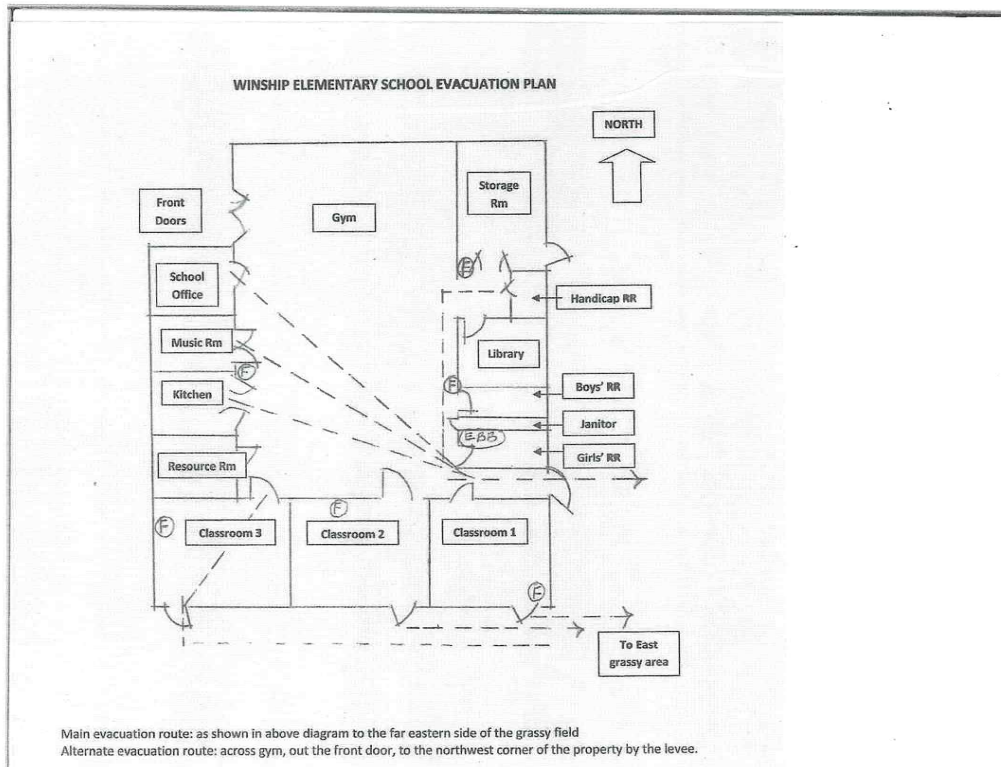 WINSHIP ELEMENTARY SCHOOL EVACUATION PLAN
NORTH
Storage
Rm
Front
Doors
Gym
School
Office
F
Handicap RR
Music Rm
Library
F
Kitchen
F
Boys' RR
Janitor
EBB
Girls' RR
Resource Rm
F
F
Classroom 3
Classroom 2
Classroom 1
F
To East
grassy area
Main evacuation route: as shown in above diagram to the far eastern side of the grassy field
Alternate evacuation route: across gym, out the front door, to the northwest corner of the property by the levee.